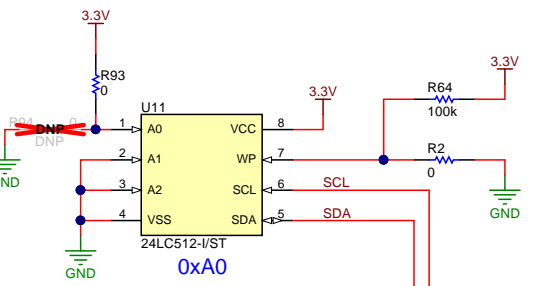 3.3V
R93
0
R94 0
DNP
DNP
GND
U11
1 A0
2 A1
3 A2
4 VSS
VCC 8
WP 7
SCL 6
SDA 5
24LC512-I/ST
0xA0
GND
3.3V
SCL
SDA
R64
100k
3.3V
R2
0
GND